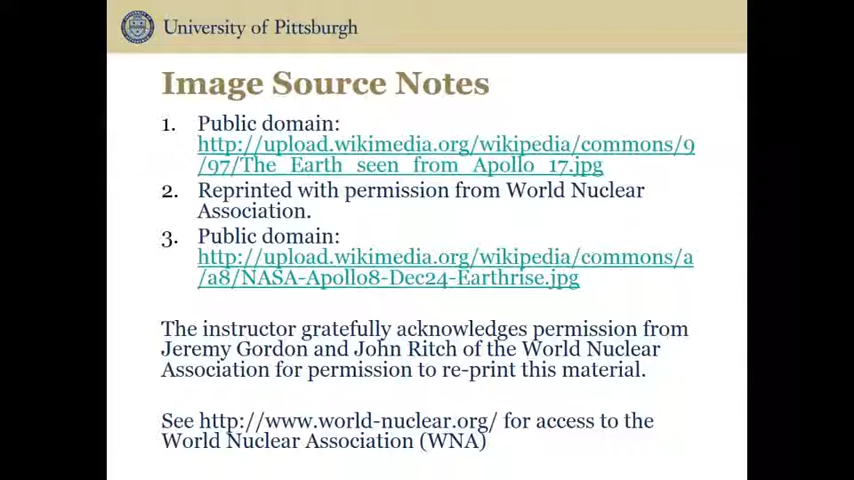 University of Pittsburgh
Image Source Notes
1. Public domain:
http://upload.wikimedia.org/wikipedia/commons/9
/97/The_Earth_seen_from_Apollo_17.jpg
2. Reprinted with permission from World Nuclear
Association.
3. Public domain:
http://upload.wikimedia.org/wikipedia/commons/a
/a8/NASA-Apollo8-Dec24-Earthrise.jpg
The instructor gratefully acknowledges permission from
Jeremy Gordon and John Ritch of the World Nuclear
Association for permission to re-print this material.
See http://www.world-nuclear.org/ for access to the
World Nuclear Association (WNA)